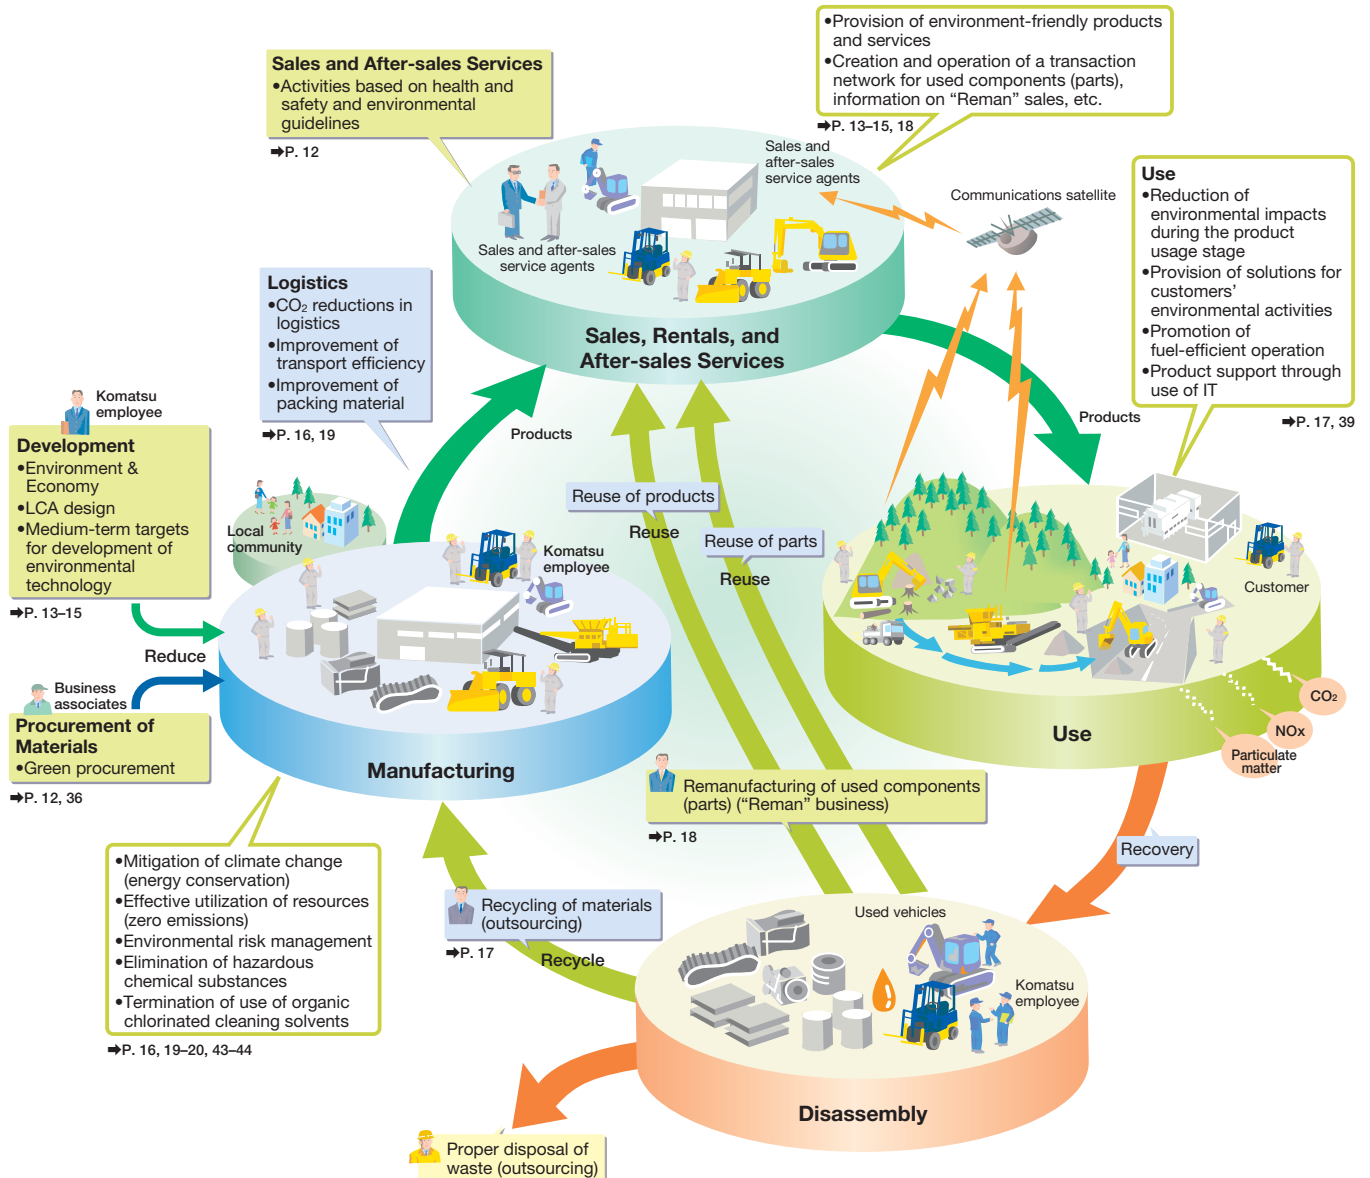 •Provision of environment-friendly products
and services
•Creation and operation of a transaction
network for used components (parts),
information on “Reman” sales, etc.
➡P. 13–15, 18
Sales and After-sales Services
•Activities based on health and
safety and environmental
guidelines
➡P. 12
Sales and
after-sales
service agents
Communications satellite
Sales and after-sales
service agents
Sales, Rentals, and
After-sales Services
Use
•Reduction of
environmental impacts
during the product
usage stage
•Provision of solutions for
customers’
environmental activities
•Promotion of
fuel-efficient operation
•Product support through
use of IT
➡P. 17, 39
Logistics
•CO₂ reductions in
logistics
•Improvement of
transport efficiency
•Improvement of
packing material
➡P. 16, 19
Products
Products
Komatsu
employee
Development
•Environment &
Economy
•LCA design
•Medium-term targets
for development of
environmental
technology
➡P. 13–15
Reduce
Local
community
Komatsu
employee
Reuse of products
Reuse
Reuse of parts
Reuse
Customer
Business
associates
Procurement of
Materials
•Green procurement
➡P. 12, 36
Manufacturing
Use
CO₂
NOx
Particulate
matter
Remanufacturing of used components
(parts) (“Reman” business)
➡P. 18
Recovery
•Mitigation of climate change
(energy conservation)
•Effective utilization of resources
(zero emissions)
•Environmental risk management
•Elimination of hazardous
chemical substances
•Termination of use of organic
chlorinated cleaning solvents
➡P. 16, 19–20, 43–44
Recycling of materials
(outsourcing)
➡P. 17
Recycle
Used vehicles
Komatsu
employee
Disassembly
Proper disposal of
waste (outsourcing)